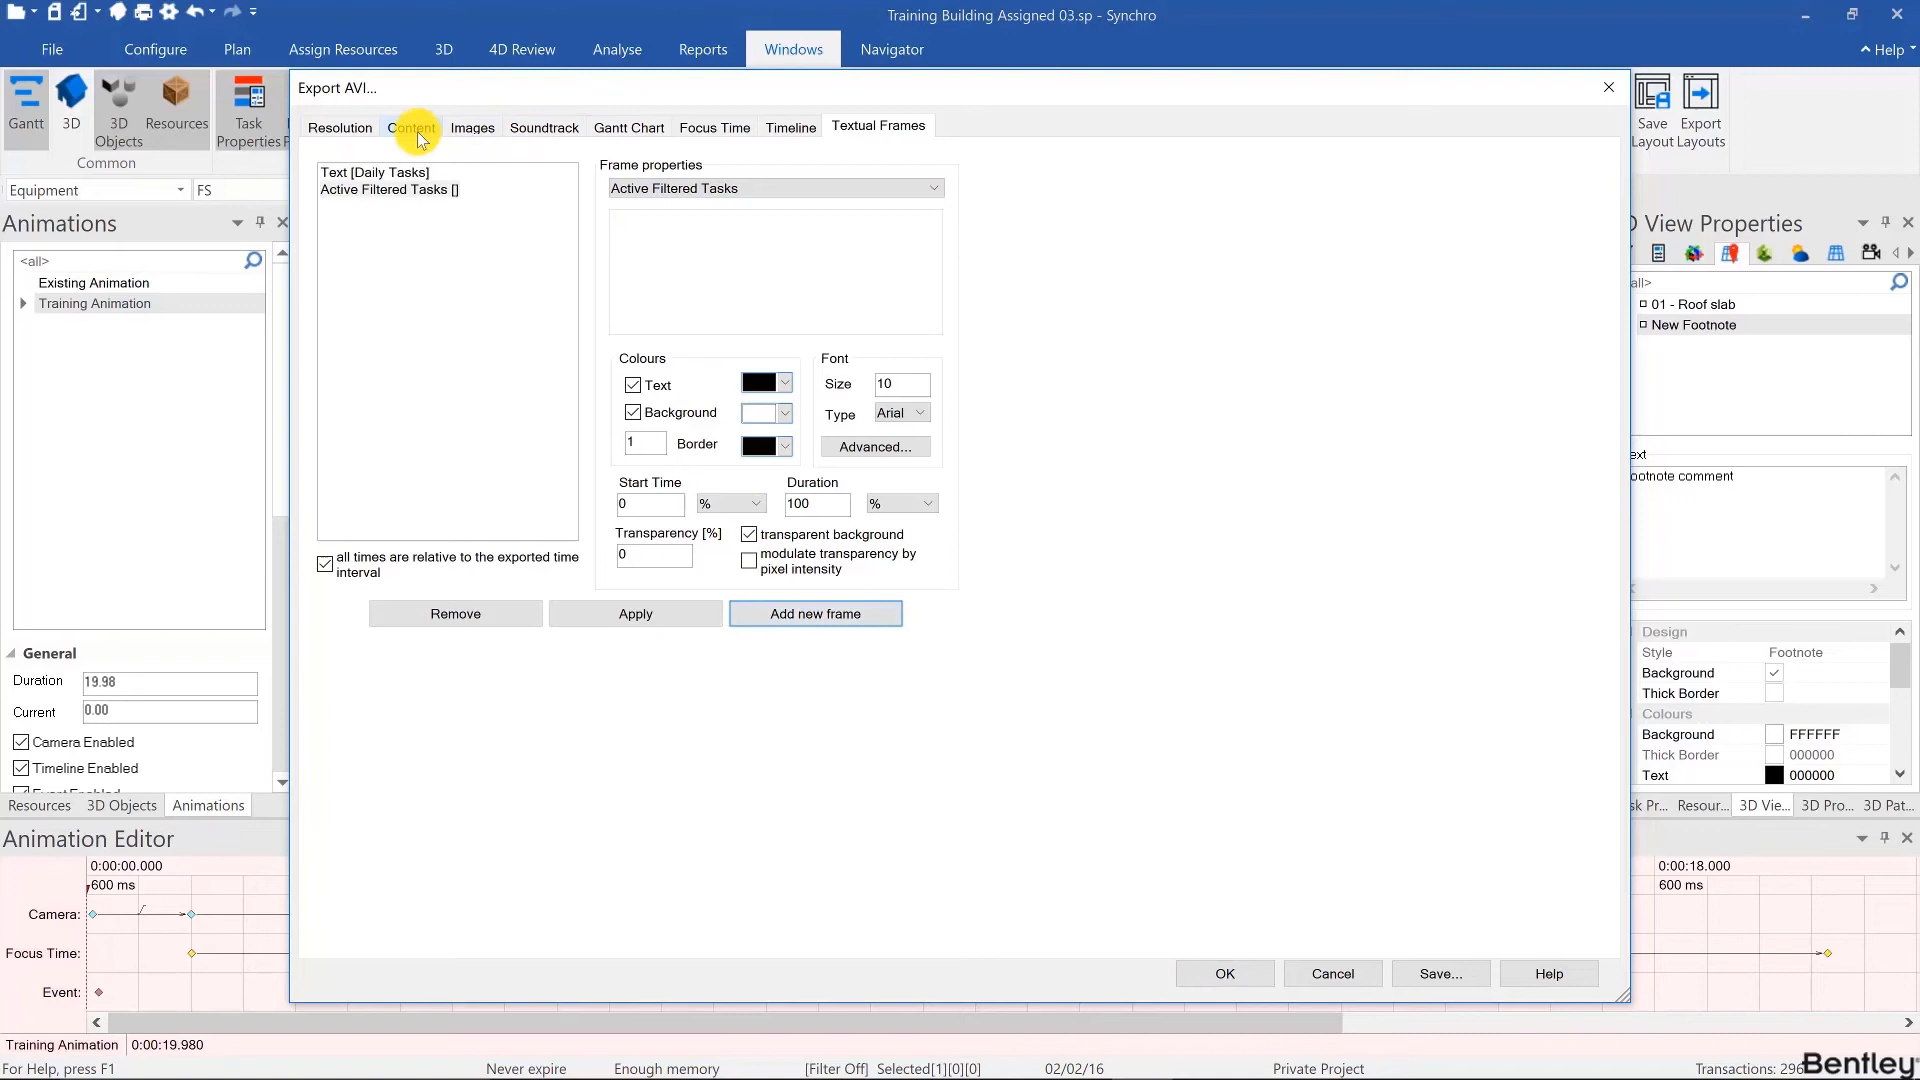 Training Building Assigned 03.sp - Synchro
File Configure Plan Assign Resources 3D 4D Review Analyse Reports Windows Navigator Help
Gantt 3D 3D Objects Resources Task Properties Save Layout Export Layouts
Common
Equipment FS
Export AVI...
Resolution Content Images Soundtrack Gantt Chart Focus Time Timeline Textual Frames
Animations
<all>
Existing Animation
Training Animation
General
Duration 19.98
Current 0.00
Camera Enabled
Timeline Enabled
Resources 3D Objects Animations
Text [Daily Tasks]
Active Filtered Tasks []
all times are relative to the exported time
interval
Frame properties
Active Filtered Tasks
Colours
Text
Background
1 Border
Font
Size 10
Type Arial
Advanced...
Start Time Duration
0 % 100 %
Transparency [%]
0
transparent background
modulate transparency by
pixel intensity
Remove Apply Add new frame
OK Cancel Save... Help
D View Properties
all>
01 - Roof slab
New Footnote
ext
ootnote comment
Design
Style Footnote
Background
Thick Border
Colours
Background FFFFFF
Thick Border 000000
Text 000000
sk Pr... Resour... 3D Vie... 3D Pro... 3D Pat...
Animation Editor
0:00:00.000 0:00:18.000
600 ms 600 ms
Camera:
Focus Time:
Event:
Training Animation 0:00:19.980
For Help, press F1 Never expire Enough memory [Filter Off] Selected[1][0][0] 02/02/16 Private Project Transactions: 296
Bentley